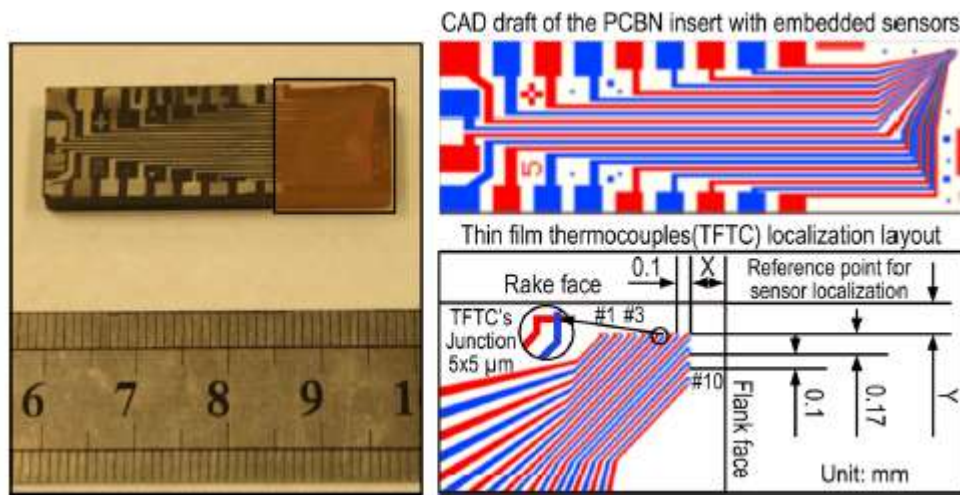 CAD draft of the PCBN insert with embedded sensors
5
Thin film thermocouples(TFTC) localization layout
Rake face
0.1
X
Reference point for
sensor localization
TFTC's
Junction
5x5 μm
#1 #3
#10
Flank face
0.1
0.17
Y
Unit: mm
6 7 8 9 1